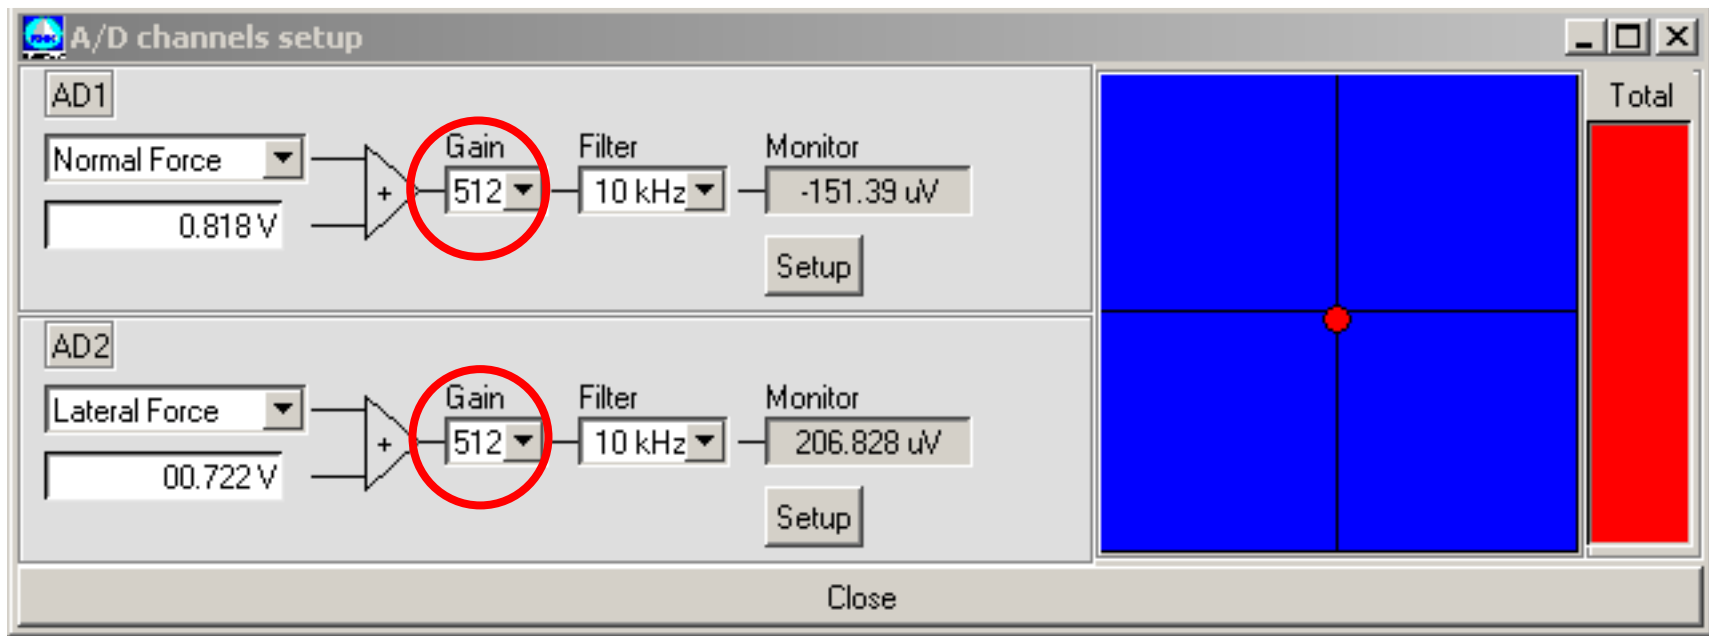 A/D channels setup
AD1
Normal Force
0.818 V
+
Gain
512
Filter
10 kHz
Monitor
-151.39 uV
Setup
AD2
Lateral Force
00.722 V
+
Gain
512
Filter
10 kHz
Monitor
206.828 uV
Setup
Total
Close